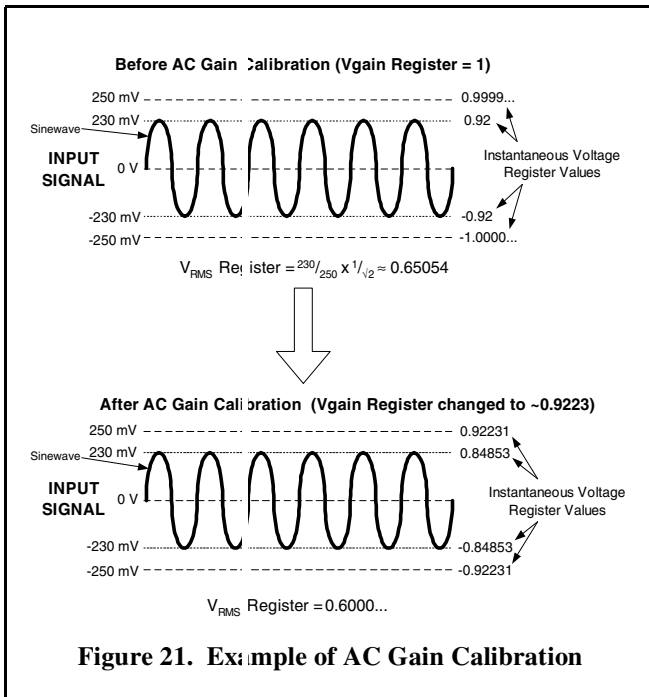 Before AC Gain Calibration (Vgain Register = 1)
250 mV
0.9999...
230 mV
0.92
Sinewave
INPUT
SIGNAL
0 V
Instantaneous Voltage
Register Values
-230 mV
-0.92
-250 mV
-1.0000...
VRMS Register = 230/250 x 1/√2 ≈ 0.65054
After AC Gain Calibration (Vgain Register changed to ~0.9223)
250 mV
0.92231
230 mV
0.84853
Sinewave
INPUT
SIGNAL
0 V
Instantaneous Voltage
Register Values
-230 mV
-0.84853
-250 mV
-0.92231
VRMS Register = 0.6000...
Figure 21. Example of AC Gain Calibration